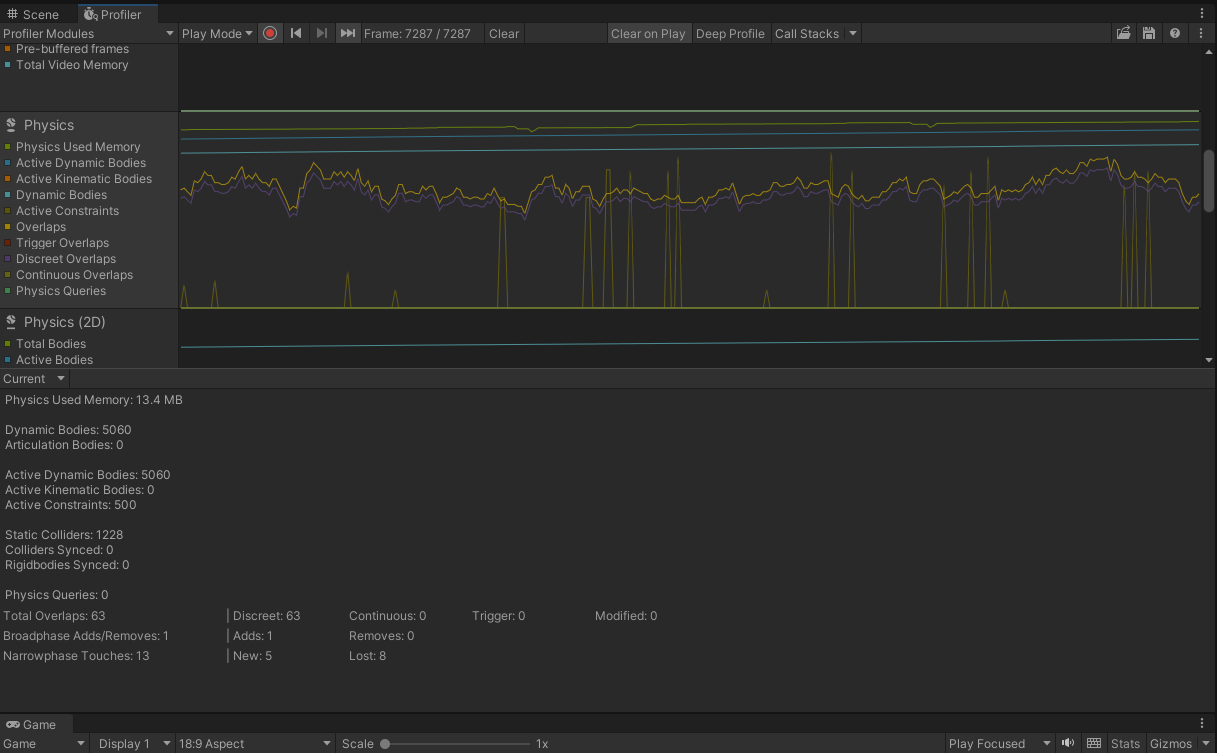 Scene Profiler
Profiler Modules Play Mode Frame: 7287 / 7287 Clear Clear on Play Deep Profile Call Stacks
Pre-buffered frames
Total Video Memory
Physics
Physics Used Memory
Active Dynamic Bodies
Active Kinematic Bodies
Dynamic Bodies
Active Constraints
Overlaps
Trigger Overlaps
Discreet Overlaps
Continuous Overlaps
Physics Queries
Physics (2D)
Total Bodies
Active Bodies
Current
Physics Used Memory: 13.4 MB
Dynamic Bodies: 5060
Articulation Bodies: 0
Active Dynamic Bodies: 5060
Active Kinematic Bodies: 0
Active Constraints: 500
Static Colliders: 1228
Colliders Synced: 0
Rigidbodies Synced: 0
Physics Queries: 0
Total Overlaps: 63 | Discreet: 63 Continuous: 0 Trigger: 0 Modified: 0
Broadphase Adds/Removes: 1 | Adds: 1 Removes: 0
Narrowphase Touches: 13 | New: 5 Lost: 8
Game
Game Display 1 18:9 Aspect Scale 1x Play Focused Stats Gizmos